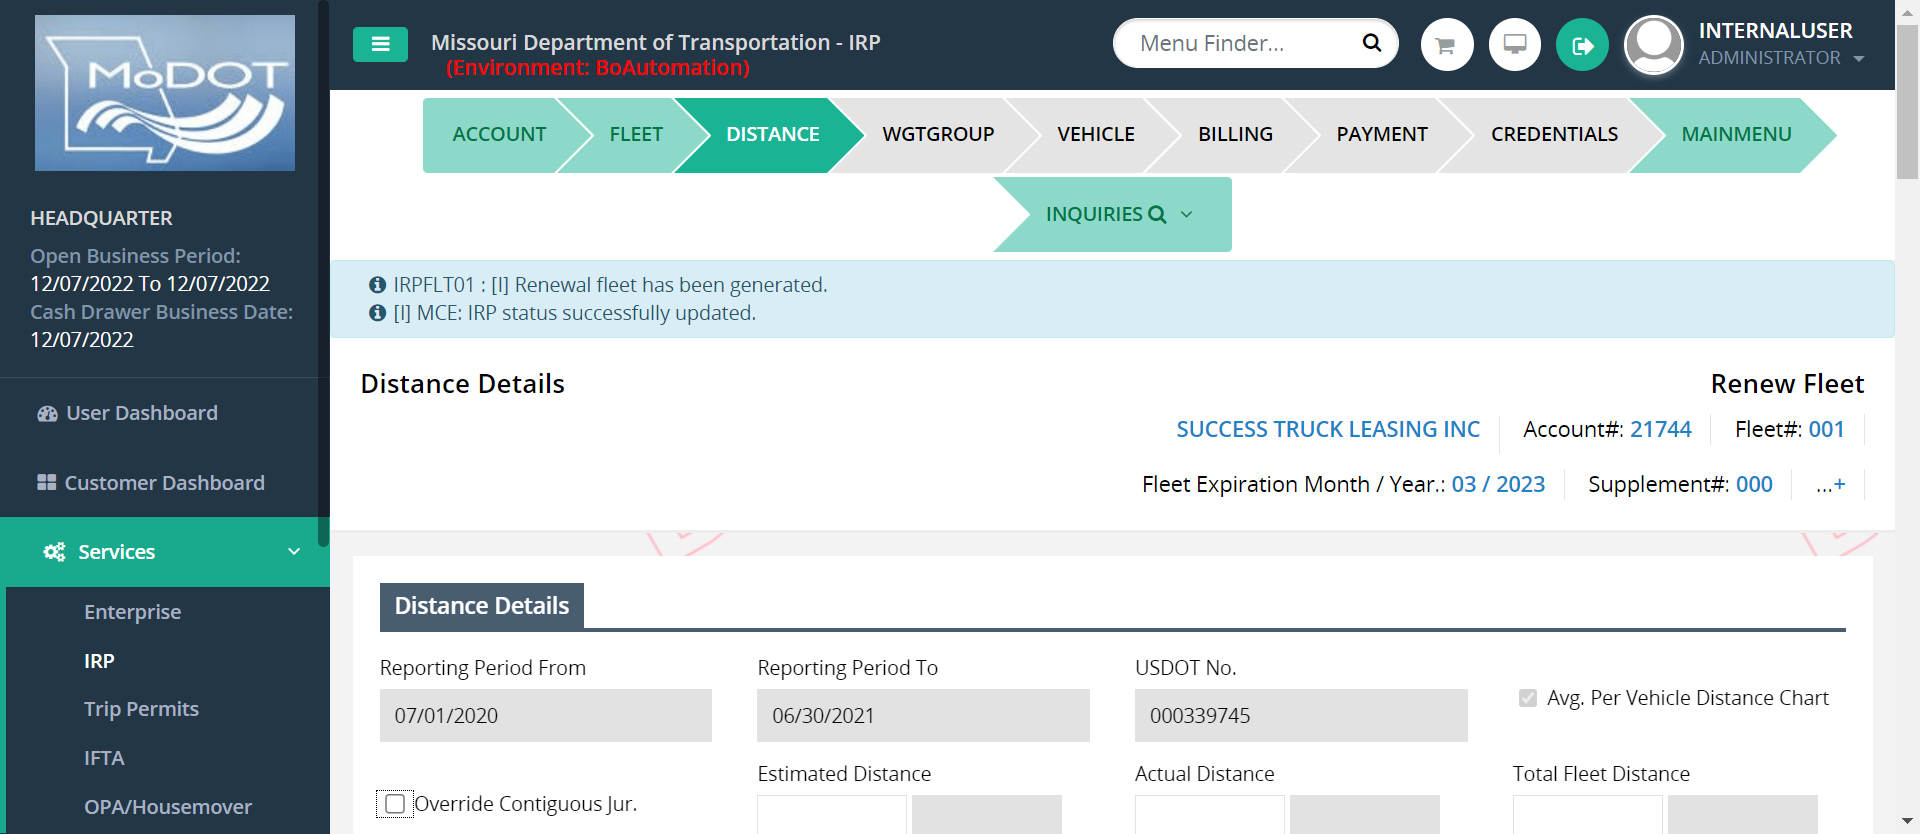 MoDOT
Missouri Department of Transportation - IRP
(Environment: BoAutomation)
Menu Finder...
INTERNALUSER
ADMINISTRATOR
HEADQUARTER
Open Business Period:
12/07/2022 To 12/07/2022
Cash Drawer Business Date:
12/07/2022
User Dashboard
Customer Dashboard
Services
Enterprise
IRP
Trip Permits
IFTA
OPA/Housemover
ACCOUNT FLEET DISTANCE WGTGROUP VEHICLE BILLING PAYMENT CREDENTIALS MAINMENU
INQUIRIES
IRPFLT01 : [I] Renewal fleet has been generated.
[I] MCE: IRP status successfully updated.
Distance Details
Renew Fleet
SUCCESS TRUCK LEASING INC Account#: 21744 Fleet#: 001
Fleet Expiration Month / Year.: 03 / 2023 Supplement#: 000 ...+
Distance Details
Reporting Period From Reporting Period To USDOT No.
07/01/2020 06/30/2021 000339745 Avg. Per Vehicle Distance Chart
Estimated Distance Actual Distance Total Fleet Distance
Override Contiguous Jur.